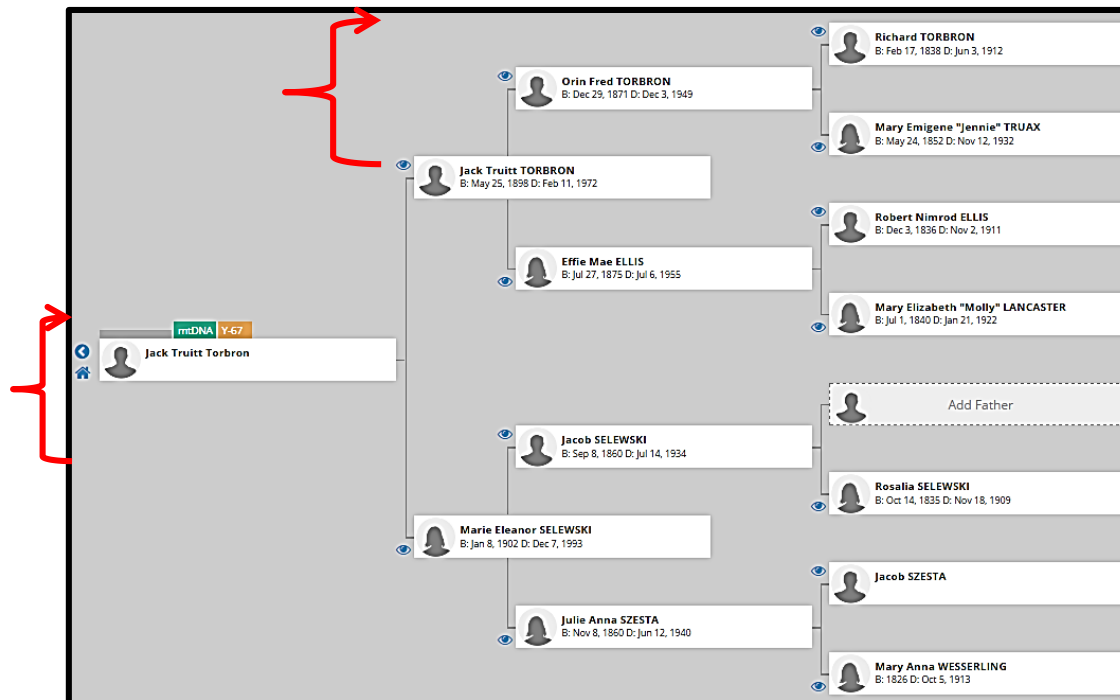 Richard TORBRON
B: Feb 17, 1838 D: Jun 3, 1912
Orin Fred TORBRON
B: Dec 29, 1871 D: Dec 3, 1949
Mary Emigene "Jennie" TRUAX
B: May 24, 1852 D: Nov 12, 1932
Jack Truitt TORBRON
B: May 25, 1898 D: Feb 11, 1972
Robert Nimrod ELLIS
B: Dec 3, 1836 D: Nov 2, 1911
Effie Mae ELLIS
B: Jul 27, 1875 D: Jul 6, 1955
Mary Elizabeth "Molly" LANCASTER
B: Jul 1, 1840 D: Jan 21, 1922
mtDNA Y-67
Jack Truitt Torbron
Add Father
Jacob SELEWSKI
B: Sep 8, 1860 D: Jul 14, 1934
Rosalia SELEWSKI
B: Oct 14, 1835 D: Nov 18, 1909
Marie Eleanor SELEWSKI
B: Jan 8, 1902 D: Dec 7, 1993
Jacob SZESTA
Julie Anna SZESTA
B: Nov 8, 1860 D: Jun 12, 1940
Mary Anna WESSERLING
B: 1826 D: Oct 5, 1913